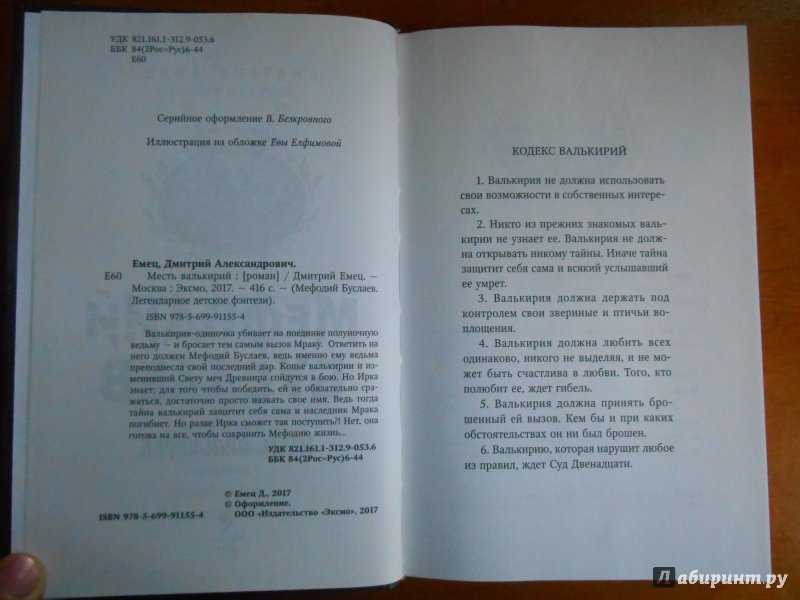 УДК 821.161.1-312.9-053.6
ББК 84(2Рос=Рус)6-44
Е60
Серийное оформление В. Безкровного
Иллюстрация на обложке Евы Елфимовой
Емец, Дмитрий Александрович.
Е60 Месть валькирий : [роман] / Дмитрий Емец. —
Москва : Эксмо, 2017. — 416 с. — (Мефодий Буслаев.
Легендарное детское фэнтези).
ISBN 978-5-699-91155-4
Валькирия-одиночка убивает на поединке полуночную
ведьму — и бросает тем самым вызов Мраку. Ответить на
него должен Мефодий Буслаев, ведь именно ему ведьма
преподнесла свой последний дар. Копье валькирии и из-
менивший Свету меч Древнира сойдутся в бою. Но Ирка
знает: для того чтобы победить, ей не обязательно сра-
жаться, достаточно просто назвать свое имя. Ведь тогда
тайна валькирий защитит себя сама и наследник Мрака
погибнет. Но разве Ирка сможет так поступить?! Нет, она
готова на все, чтобы сохранить Мефодию жизнь...
УДК 821.161.1-312.9-053.6
ББК 84(2Рос=Рус)6-44
© Емец Д., 2017
© Оформление.
ISBN 978-5-699-91155-4 ООО «Издательство «Эксмо», 2017
КОДЕКС ВАЛЬКИРИЙ
1. Валькирия не должна использовать
свои возможности в собственных интере-
сах.
2. Никто из прежних знакомых валь-
кирии не узнает ее. Валькирия не долж-
на открывать никому тайны. Иначе тайна
защитит себя сама и всякий услышавший
ее умрет.
3. Валькирия должна держать под
контролем свои звериные и птичьи во-
площения.
4. Валькирия должна любить всех
одинаково, никого не выделяя, и не мо-
жет быть счастлива в любви. Того, кто
полюбит ее, ждет гибель.
5. Валькирия должна принять бро-
шенный ей вызов. Кем бы и при каких
обстоятельствах он ни был брошен.
6. Валькирию, которая нарушит любое
из правил, ждет Суд Двенадцати.
Лабиринт.ру